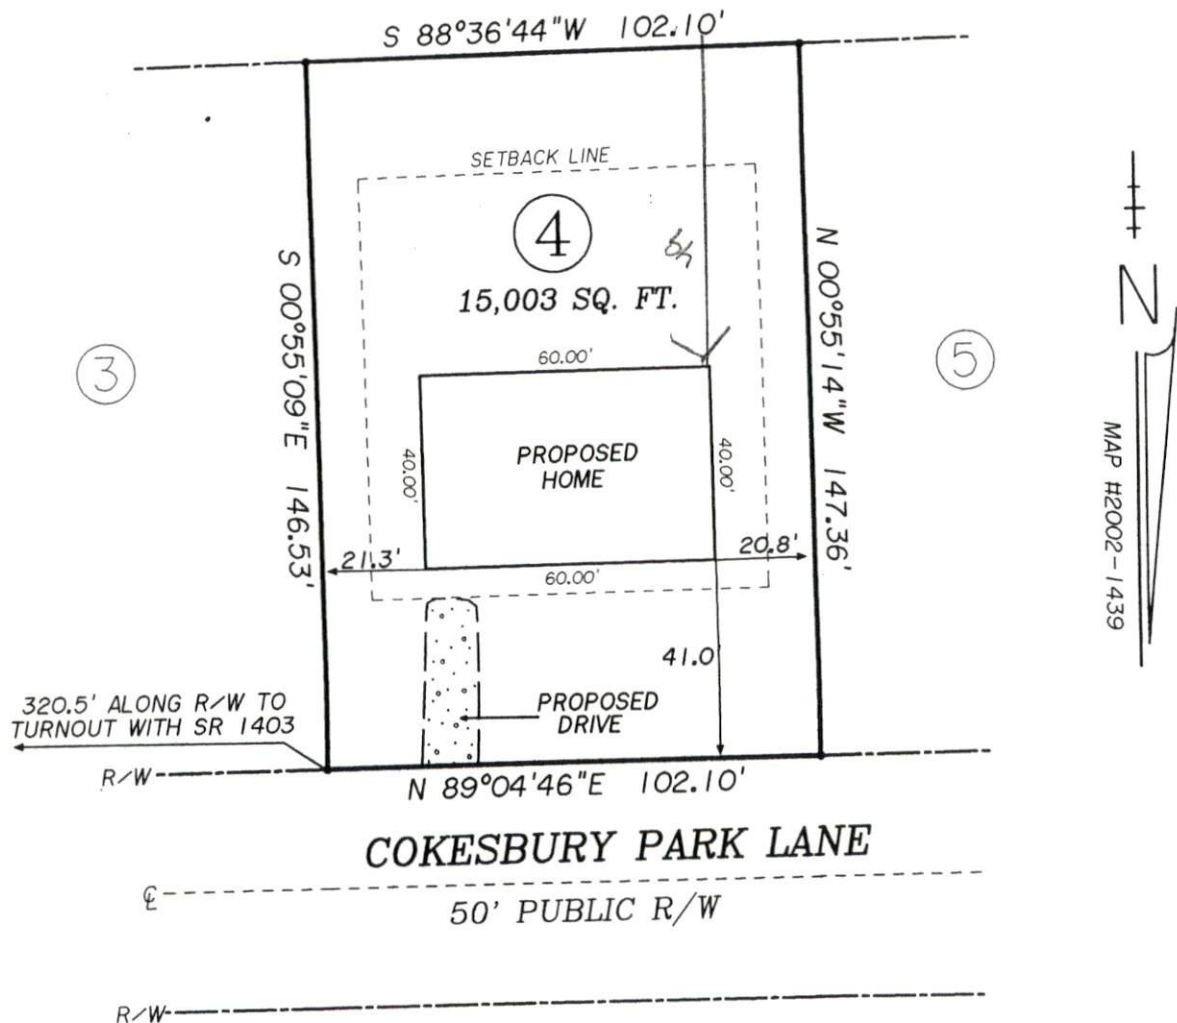 S 88°36'44"W 102.10'
SETBACK LINE
4
15,003 SQ. FT.
S 00°55'09"E 146.53'
N 00°55'14"W 147.36'
3
5
N
MAP #2002-1439
60.00'
40.00'
PROPOSED
HOME
40.00'
21.3'
60.00'
20.8'
41.0
320.5' ALONG R/W TO
TURNOUT WITH SR 1403
PROPOSED
DRIVE
R/W
N 89°04'46"E 102.10'
COKESBURY PARK LANE
℄
50' PUBLIC R/W
R/W